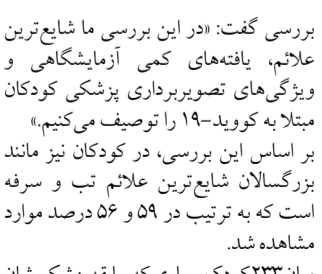 بررسی گفت: «در این بررسی ما شایع‌ترین
علائم، یافته‌های کمی آزمایشگاهی و
ویژگی‌های تصویربرداری پزشکی کودکان
مبتلا به کووید-۱۹ را توصیف می‌کنیم.»
بر اساس این بررسی، در کودکان نیز مانند
بزرگسالان شایع‌ترین علائم تب و سرفه
است که به ترتیب در ۵۹ و ۵۶ درصد موارد
مشاهده شد.